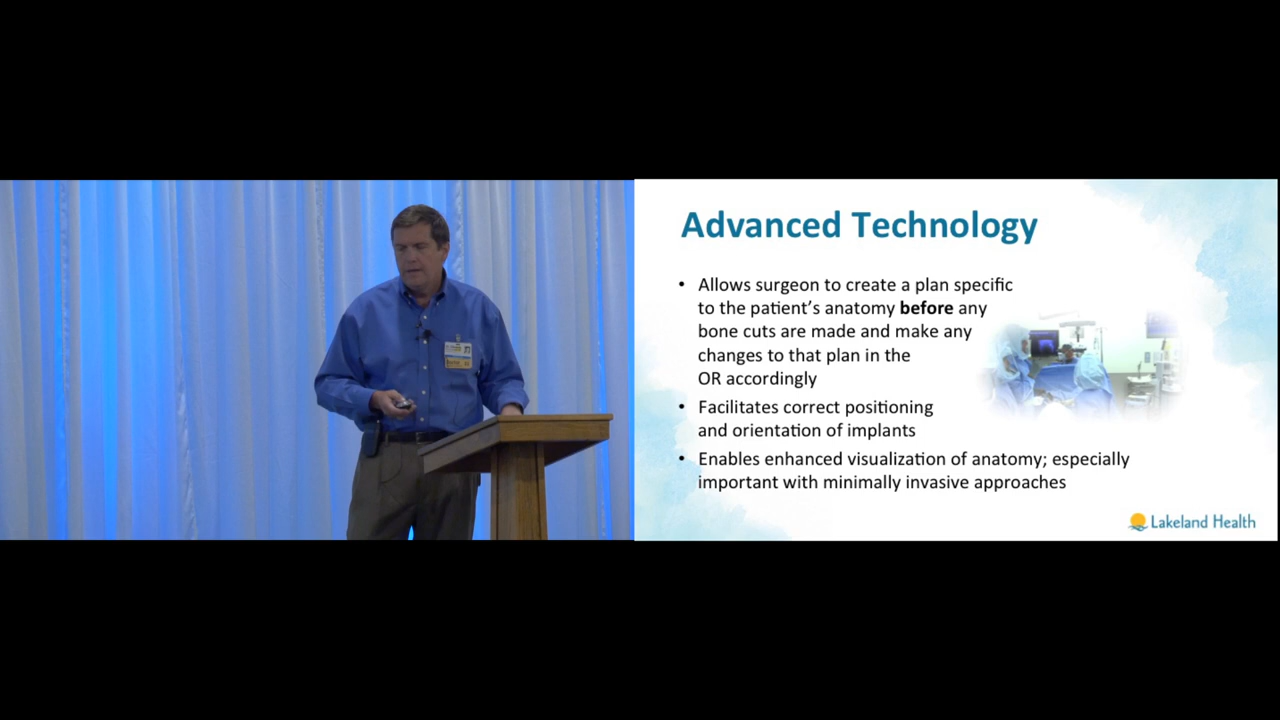 Advanced Technology
• Allows surgeon to create a plan specific
to the patient's anatomy before any
bone cuts are made and make any
changes to that plan in the
OR accordingly
• Facilitates correct positioning
and orientation of implants
• Enables enhanced visualization of anatomy; especially
important with minimally invasive approaches
Lakeland Health